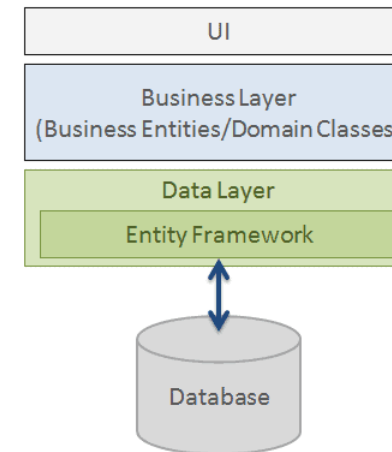 UI
Business Layer
(Business Entities/Domain Classes
Data Layer
Entity Framework
Database